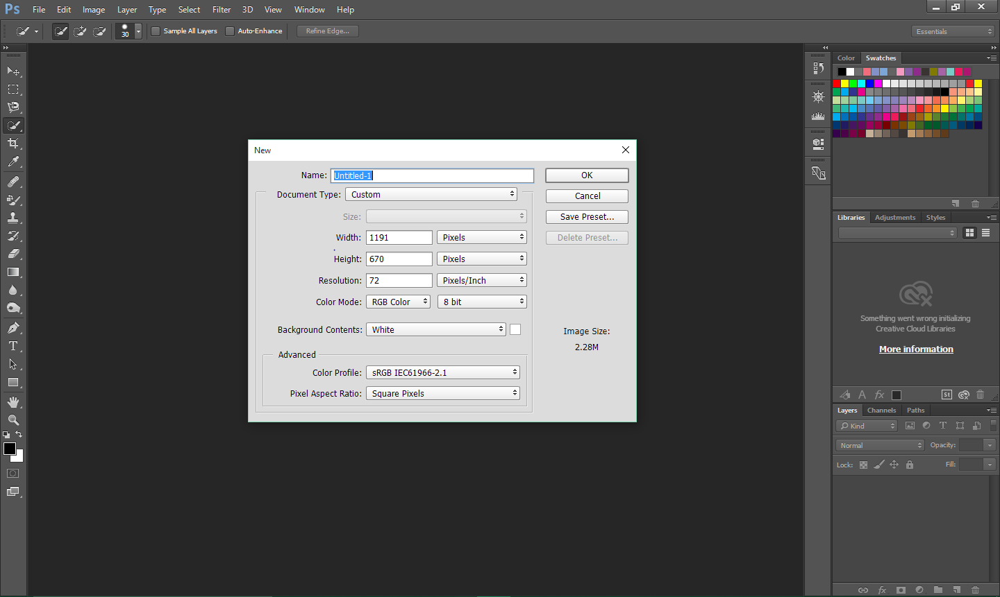 Ps File Edit Image Layer Type Select Filter 3D View Window Help
30 Sample All Layers Auto-Enhance Refine Edge... Essentials
Color Swatches
New
Name: Untitled-1 OK
Document Type: Custom Cancel
Size: Save Preset...
Width: 1191 Pixels Delete Preset...
Height: 670 Pixels
Resolution: 72 Pixels/Inch
Color Mode: RGB Color 8 bit
Background Contents: White
Image Size:
2.28M
Advanced
Color Profile: sRGB IEC61966-2.1
Pixel Aspect Ratio: Square Pixels
Libraries Adjustments Styles
Something went wrong initializing
Creative Cloud Libraries
More information
A fx St
Layers Channels Paths
Kind T
Normal Opacity:
Lock: Fill:
fx
T